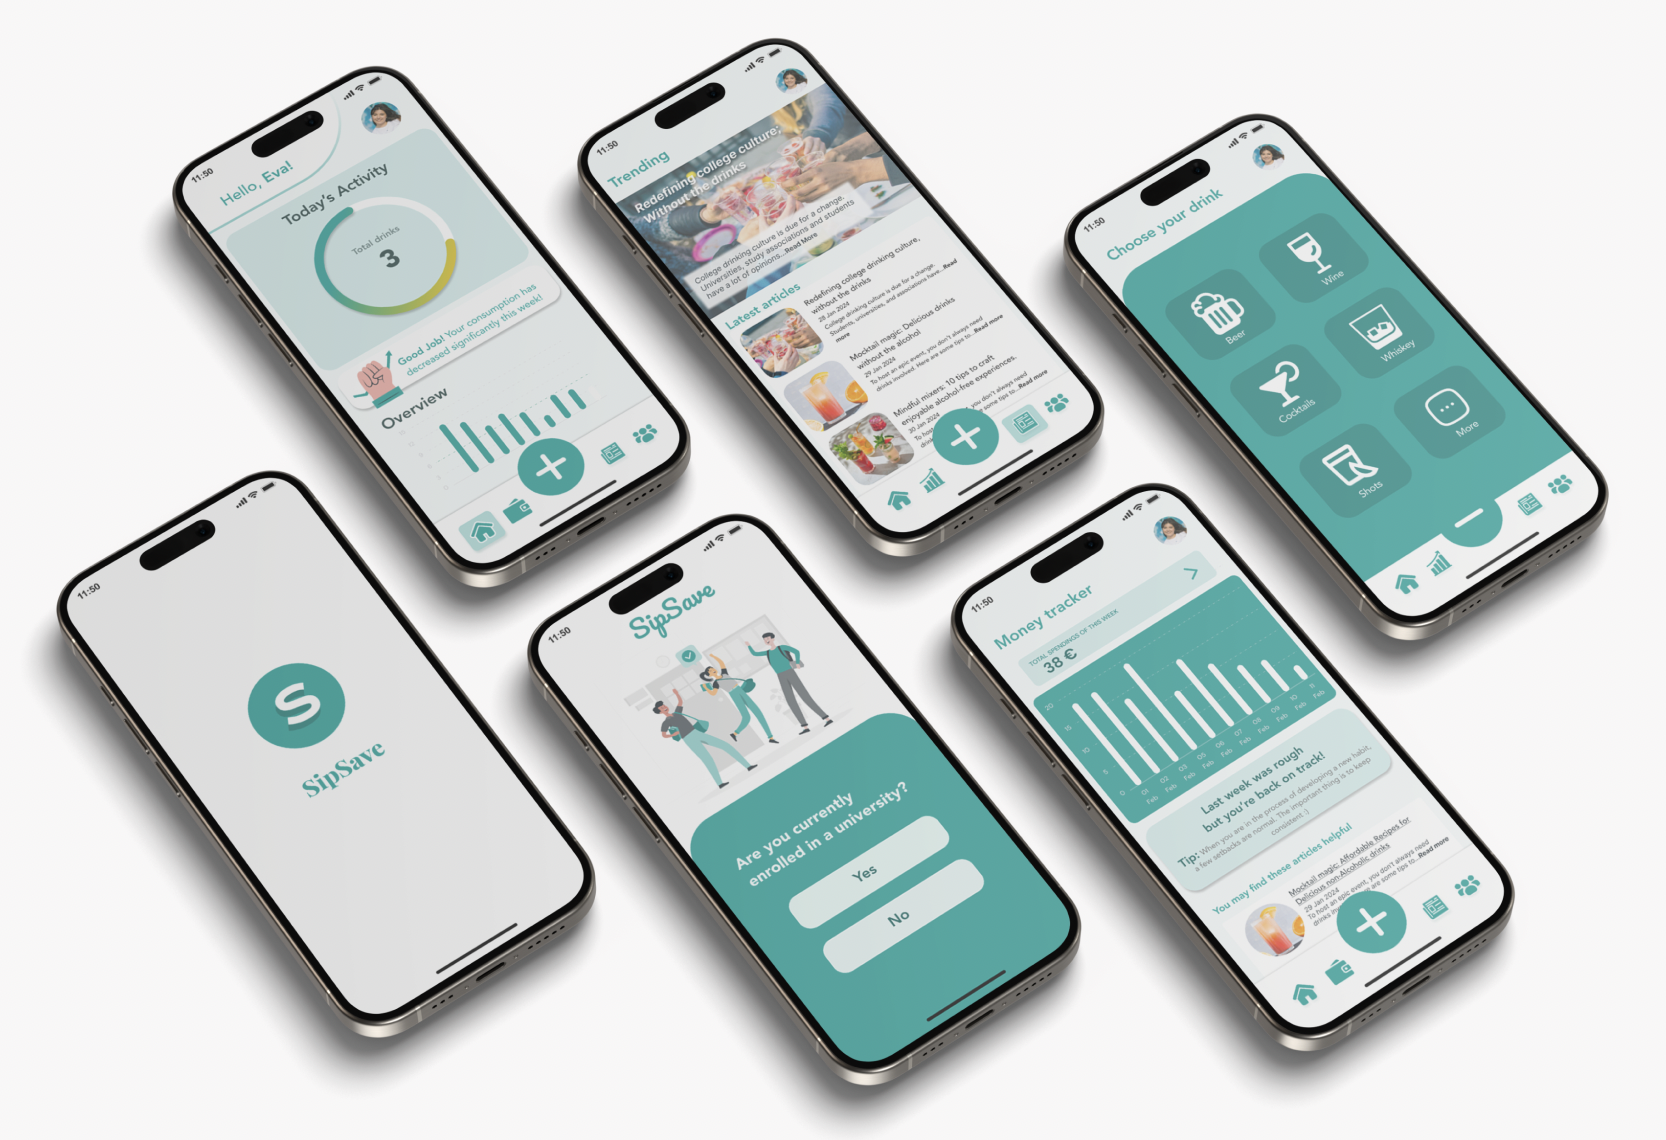 11:50
Hello, Eva!
Today's Activity
Total drinks
3
Good Job! Your consumption has
decreased significantly this week!
Overview
11:50
Trending
Redefining college culture:
Without the drinks
College drinking culture is due for a change.
Universities, study associations and students
have a lot of opinions...Read More
Latest articles
Redefining college drinking culture,
without the drinks
28 Jan 2024
College drinking culture is due for a change.
Students, universities, and associations have...Read
more
Mocktail magic: Delicious drinks
without the alcohol
29 Jan 2024
To host an epic event, you don't always need
drinks involved. Here are some tips to...Read more
Mindful mixers: 10 tips to craft
enjoyable alcohol-free experiences.
30 Jan 2024
you don't always need
some tips to...Read more
11:50
Choose your drink
Beer
Wine
Cocktails
Whiskey
Shots
More
11:50
S
SipSave
11:50
SipSave
Are you currently
enrolled in a university?
Yes
No
11:50
Money tracker
TOTAL SPENDINGS OF THIS WEEK
38 €
20
15
10
5
0
01 Feb
02 Feb
03 Feb
05 Feb
06 Feb
07 Feb
08 Feb
09 Feb
10 Feb
11 Feb
Last week was rough
but you're back on track!
Tip: When you are in the process of developing a new habit,
a few setbacks are normal. The important thing is to keep
consistent :)
You may find these articles helpful
Mocktail magic: Affordable Recipes for
Delicious non-Alcoholic drinks
29 Jan 2024
To host an epic event, you don't always need
drinks are some tips to...Read more